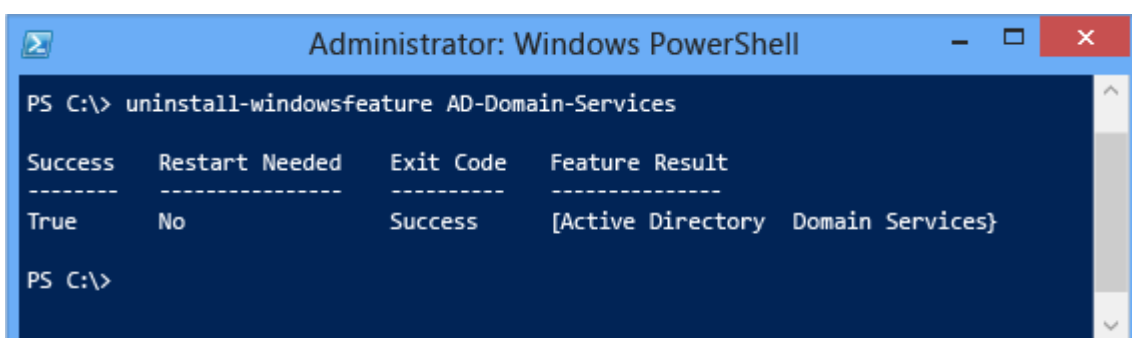 Administrator: Windows PowerShell
PS C:\> uninstall-windowsfeature AD-Domain-Services
Success Restart Needed Exit Code Feature Result
-------- ---------------- ---------- ---------------
True No Success [Active Directory Domain Services}
PS C:\>